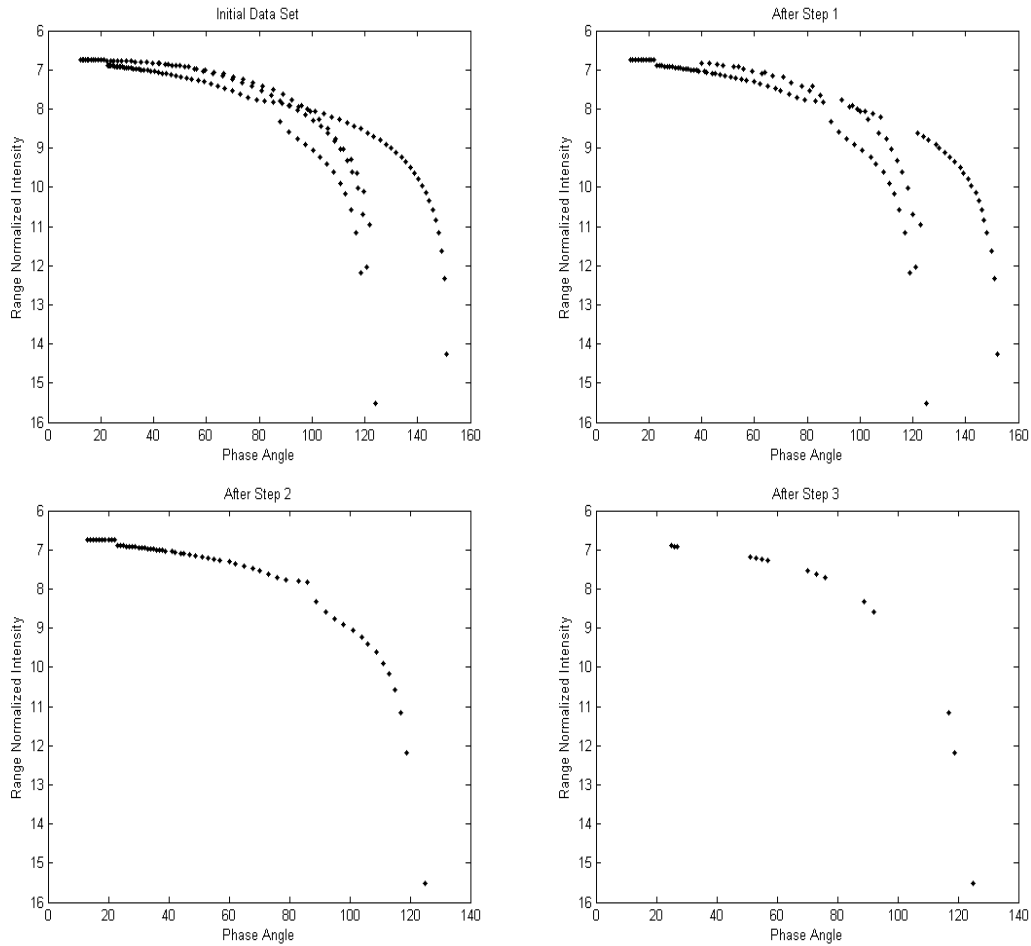 Initial Data Set
6
7
8
9
10
11
12
13
14
15
16
Range Normalized Intensity
0 20 40 60 80 100 120 140 160
Phase Angle
After Step 1
6
7
8
9
10
11
12
13
14
15
16
Range Normalized Intensity
0 20 40 60 80 100 120 140 160
Phase Angle
After Step 2
6
7
8
9
10
11
12
13
14
15
16
Range Normalized Intensity
0 20 40 60 80 100 120 140
Phase Angle
After Step 3
6
7
8
9
10
11
12
13
14
15
16
Range Normalized Intensity
0 20 40 60 80 100 120 140
Phase Angle